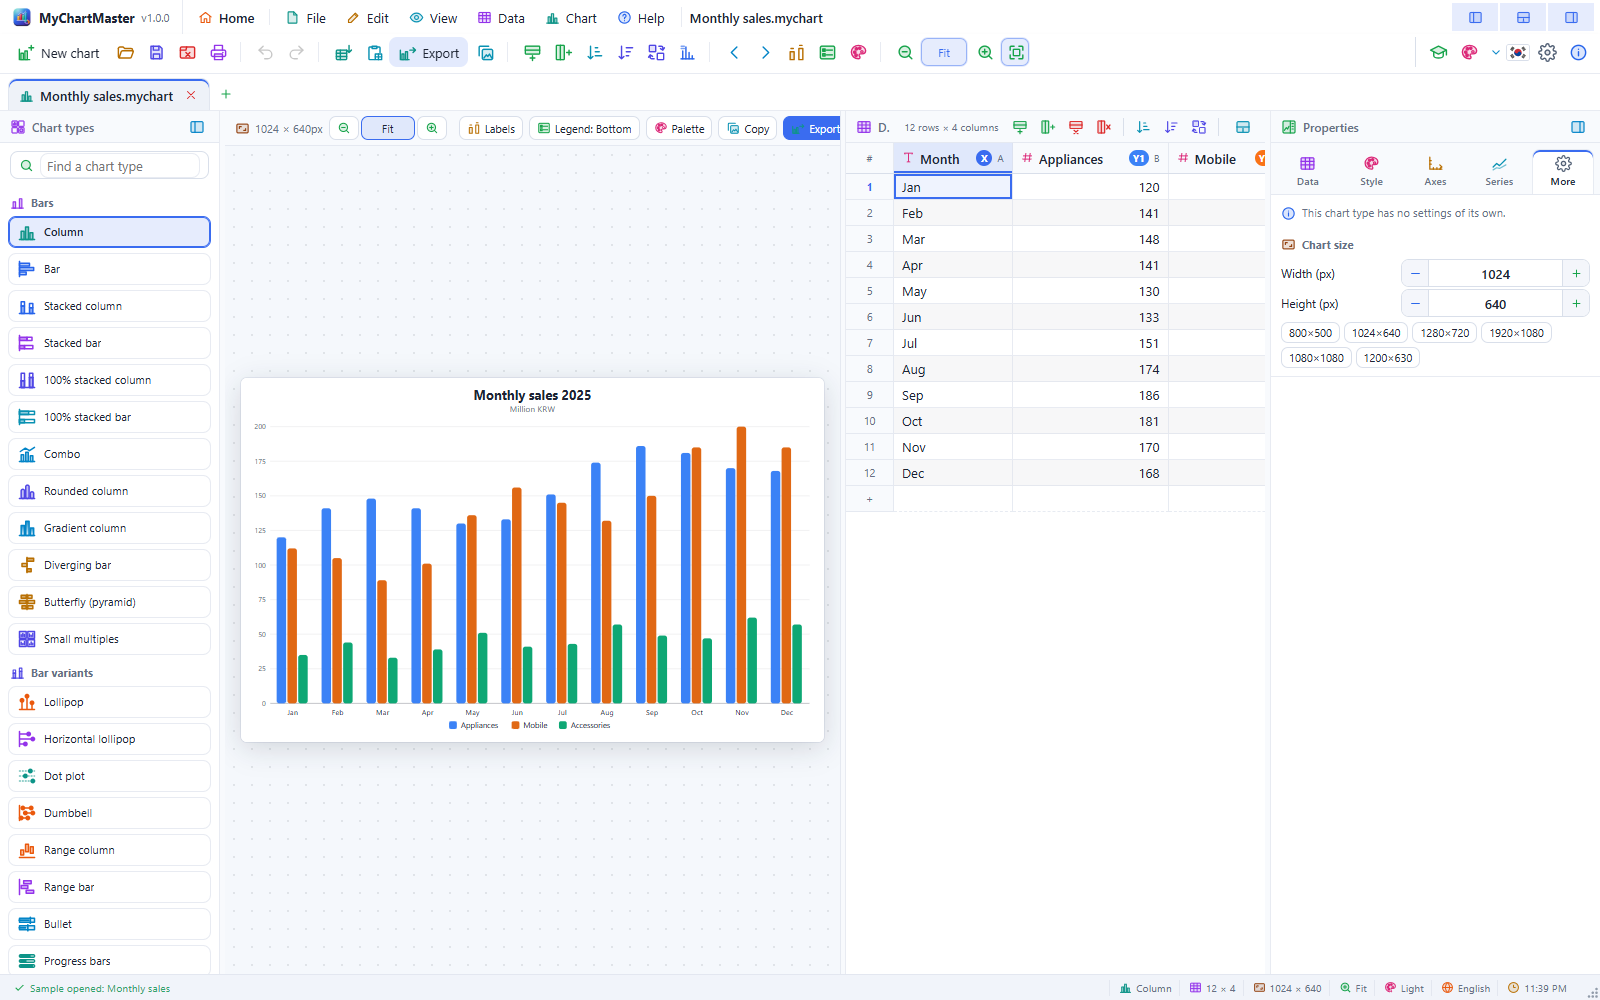 MyChartMaster v1.0.0 Home File Edit View Data Chart Help Monthly sales.mychart
New chart Export Fit
Monthly sales.mychart
Chart types
Find a chart type
Bars
Column
Bar
Stacked column
Stacked bar
100% stacked column
100% stacked bar
Combo
Rounded column
Gradient column
Diverging bar
Butterfly (pyramid)
Small multiples
Bar variants
Lollipop
Horizontal lollipop
Dot plot
Dumbbell
Range column
Range bar
Bullet
Progress bars
1024 × 640px Fit Labels Legend: Bottom Palette Copy Export
Monthly sales 2025
Million KRW
200
175
150
125
100
75
50
25
0
Jan Feb Mar Apr May Jun Jul Aug Sep Oct Nov Dec
Appliances Mobile Accessories
D. 12 rows × 4 columns
# T Month X A # Appliances Y1 B # Mobile Y
1 Jan 120
2 Feb 141
3 Mar 148
4 Apr 141
5 May 130
6 Jun 133
7 Jul 151
8 Aug 174
9 Sep 186
10 Oct 181
11 Nov 170
12 Dec 168
+
Properties
Data Style Axes Series More
This chart type has no settings of its own.
Chart size
Width (px) − 1024 +
Height (px) − 640 +
800×500 1024×640 1280×720 1920×1080
1080×1080 1200×630
Sample opened: Monthly sales
Column 12 × 4 1024 × 640 Fit Light English 11:39 PM